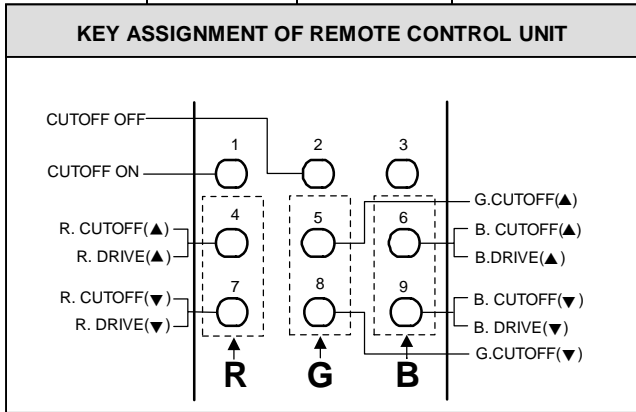 KEY ASSIGNMENT OF REMOTE CONTROL UNIT
CUTOFF OFF
1 2 3
CUTOFF ON
G.CUTOFF(▲)
4 5 6
R. CUTOFF(▲)
R. DRIVE(▲)
B. CUTOFF(▲)
B.DRIVE(▲)
7 8 9
R. CUTOFF(▼)
R. DRIVE(▼)
B. CUTOFF(▼)
B. DRIVE(▼)
G.CUTOFF(▼)
R G B